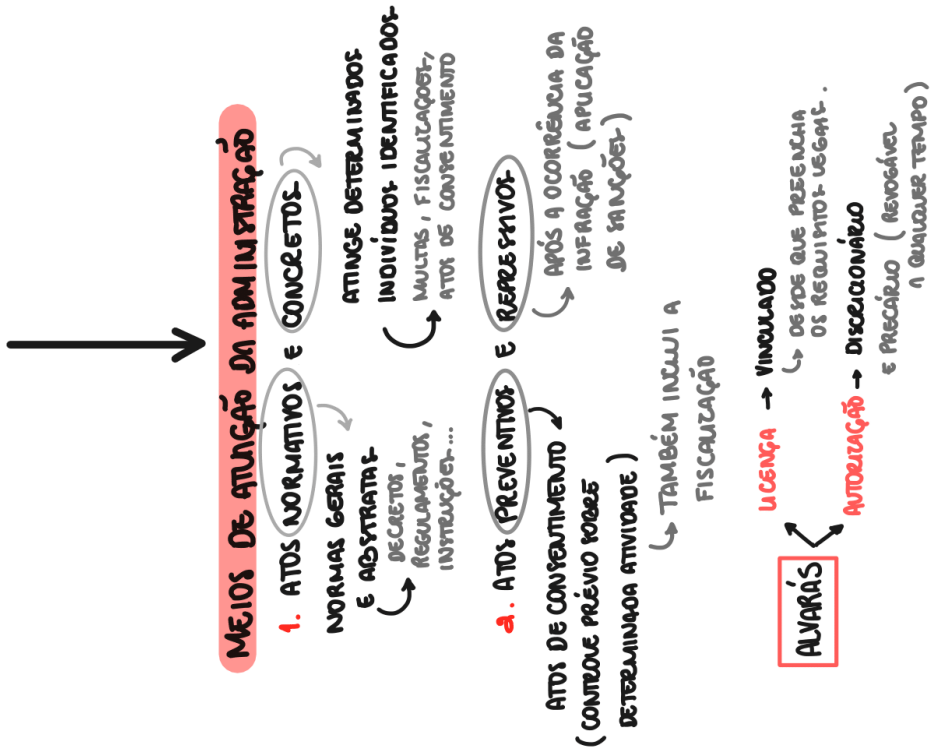 MEIOS DE ATUAÇÃO DA ADMINISTRAÇÃO
1. ATOS NORMATIVOS E CONCRETOS
NORMAS GERAIS
E ABSTRATAS
DECRETOS,
REGULAMENTOS,
INSTRUÇÕES...
ATINGE DETERMINADOS
INDIVÍDUOS IDENTIFICADOS
MULTAS, FISCALIZAÇÕES,
ATOS DE CONSENTIMENTO
2. ATOS PREVENTIVOS E REPRESSIVOS
ATOS DE CONSENTIMENTO
(CONTROLE PRÉVIO SOBRE
DETERMINADA ATIVIDADE)
TAMBÉM INCLUI A
FISCALIZAÇÃO
APÓS A OCORRÊNCIA DA
INFRAÇÃO (APLICAÇÃO
DE SANÇÕES)
ALVARÁS
LICENÇA → VINCULADO
DESDE QUE PREENCHA
OS REQUISITOS LEGAIS.
AUTORIZAÇÃO → DISCRICIONÁRIO
E PRECÁRIO (REVOGÁVEL
A QUALQUER TEMPO)